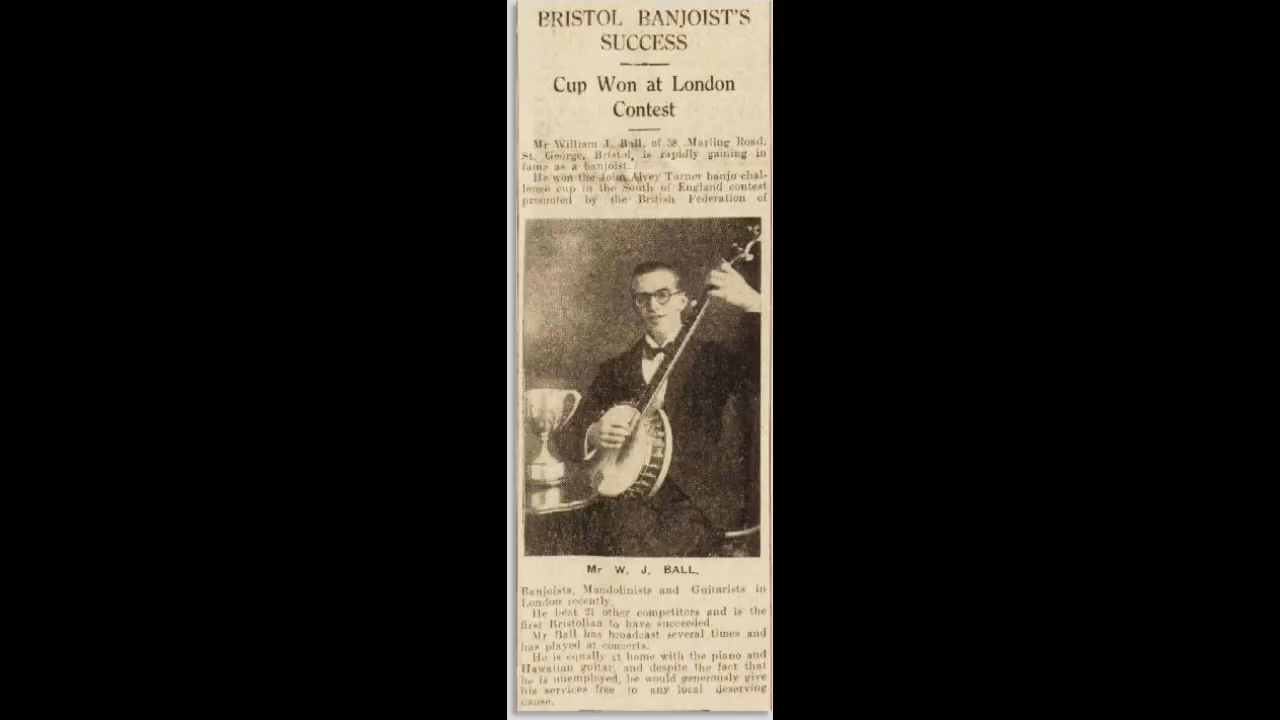 BRISTOL BANJOIST'S
SUCCESS
Cup Won at London
Contest
Mr William J. Ball, of 58 Marling Road,
St. George, Bristol, is rapidly gaining in
fame as a banjoist.
He won the John Alvey Turner banjo chal-
lenge cup in the South of England contest
promoted by the British Federation of
Mr W. J. BALL.
Banjoists, Mandolinists and Guitarists in
London recently.
He beat 21 other competitors and is the
first Bristolian to have succeeded.
Mr Ball has broadcast several times and
has played at concerts.
He is equally at home with the piano and
Hawaiian guitar, and despite the fact that
he is unemployed, he would generously give
his services free to any local deserving
cause.